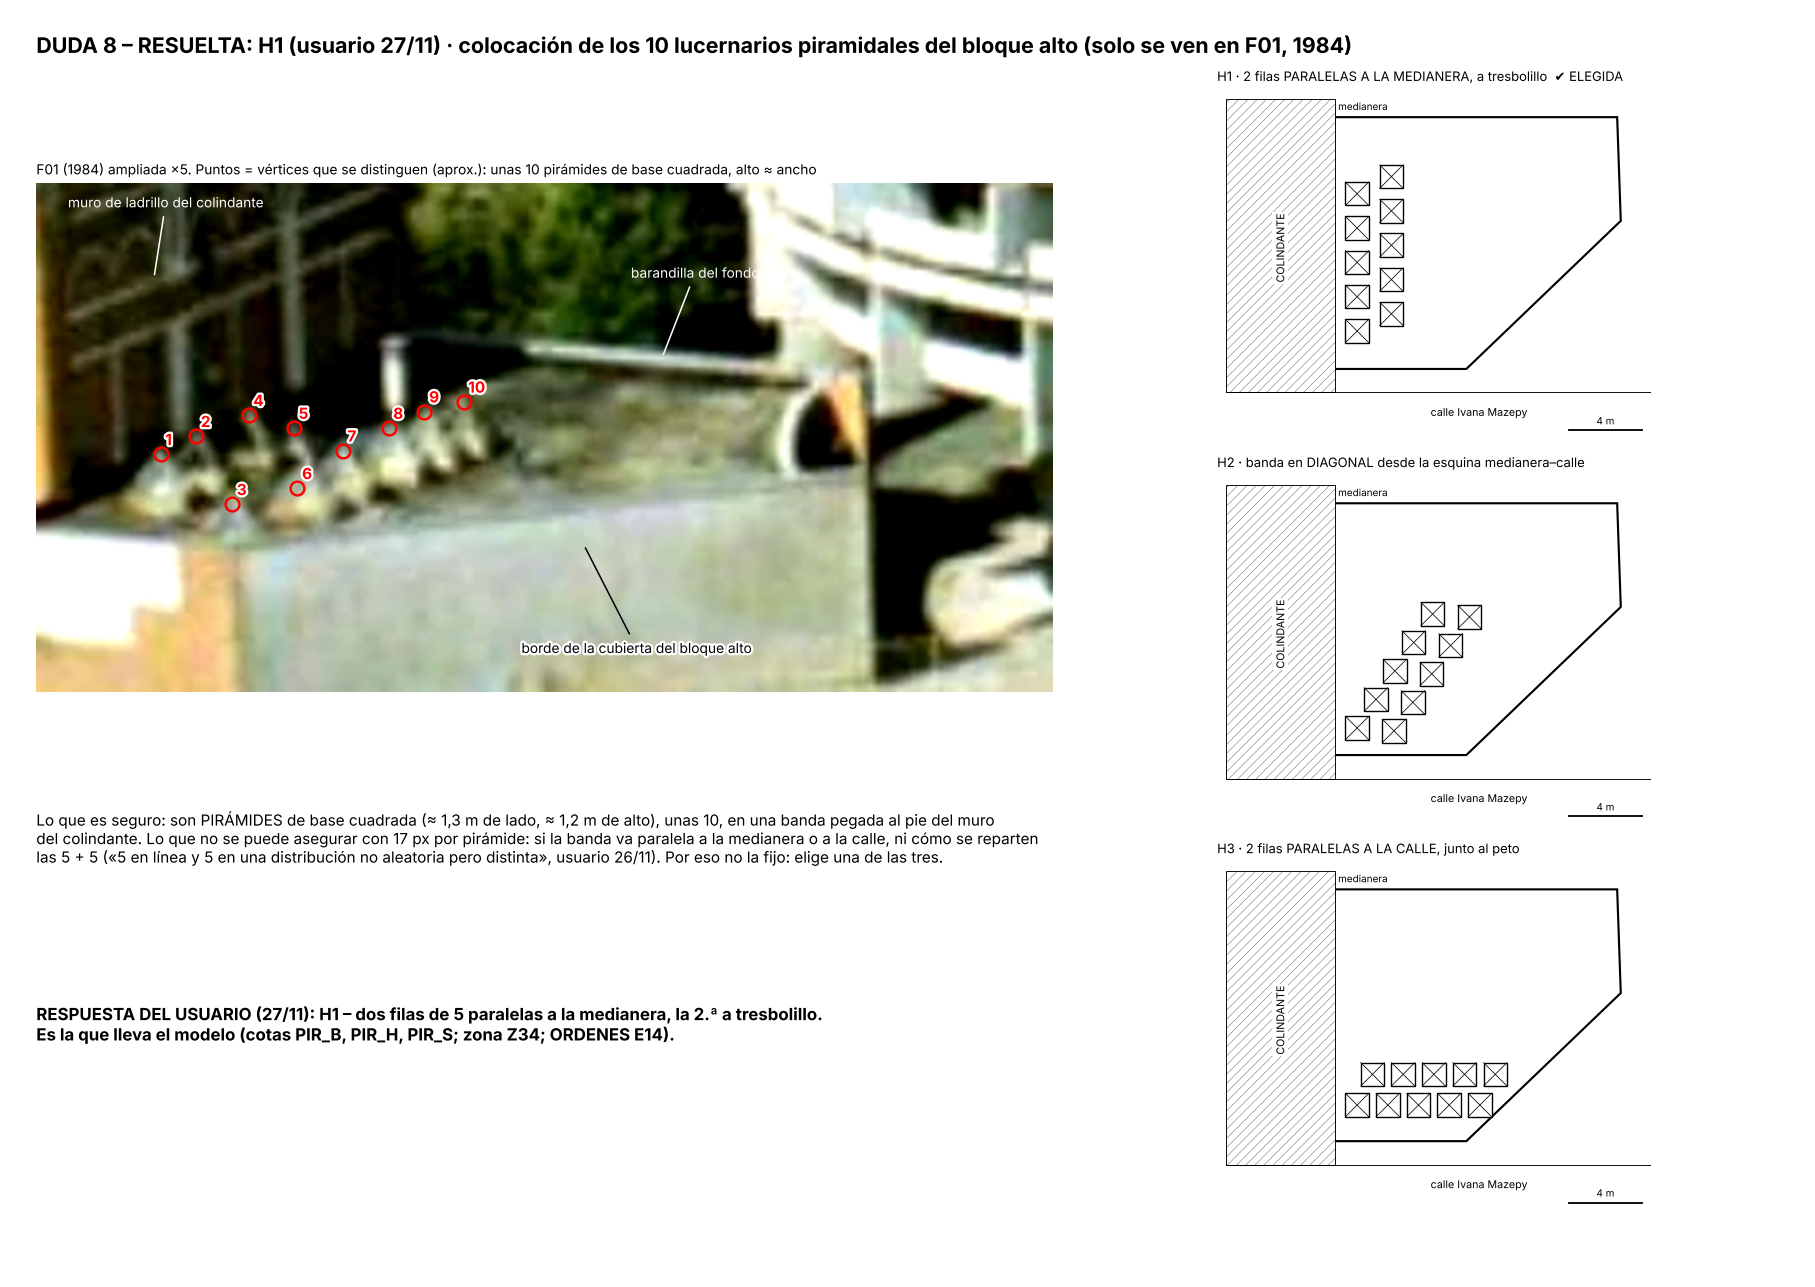 DUDA 8 – RESUELTA: H1 (usuario 27/11) · colocación de los 10 lucernarios piramidales del bloque alto (solo se ven en F01, 1984)
F01 (1984) ampliada ×5. Puntos = vértices que se distinguen (aprox.): unas 10 pirámides de base cuadrada, alto ≈ ancho
muro de ladrillo del colindante
barandilla del fondo
1
2
3
4
5
6
7
8
9
10
borde de la cubierta del bloque alto
Lo que es seguro: son PIRÁMIDES de base cuadrada (≈ 1,3 m de lado, ≈ 1,2 m de alto), unas 10, en una banda pegada al pie del muro
del colindante. Lo que no se puede asegurar con 17 px por pirámide: si la banda va paralela a la medianera o a la calle, ni cómo se reparten
las 5 + 5 («5 en línea y 5 en una distribución no aleatoria pero distinta», usuario 26/11). Por eso no la fijo: elige una de las tres.
RESPUESTA DEL USUARIO (27/11): H1 – dos filas de 5 paralelas a la medianera, la 2.ª a tresbolillo.
Es la que lleva el modelo (cotas PIR_B, PIR_H, PIR_S; zona Z34; ORDENES E14).
H1 · 2 filas PARALELAS A LA MEDIANERA, a tresbolillo ✔ ELEGIDA
medianera
COLINDANTE
calle Ivana Mazepy
4 m
H2 · banda en DIAGONAL desde la esquina medianera–calle
medianera
COLINDANTE
calle Ivana Mazepy
4 m
H3 · 2 filas PARALELAS A LA CALLE, junto al peto
medianera
COLINDANTE
calle Ivana Mazepy
4 m